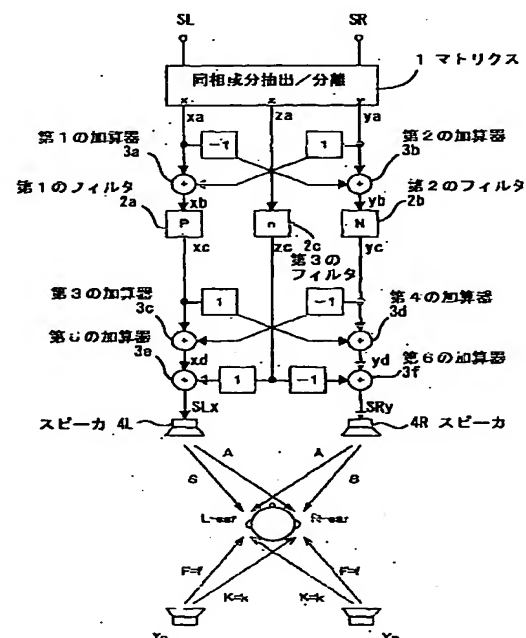 SL SR
1 マトリクス
同相成分抽出/分離
x z y
xa za ya
第1の加算器 3a
-1 1
第2の加算器 3b
第1のフィルタ 2a
xb yb
第2のフィルタ 2b
P n N
xc zc yc
2c 第3の
フィルタ
第3の加算器 3c
1 -1
第4の加算器 3d
3e
xd yd
第6の加算器 3f
1 -1
SLx SRy
スピーカ 4L
4R スピーカ
A A
B
L-ear R-ear
F=f F=f
K=k K=k